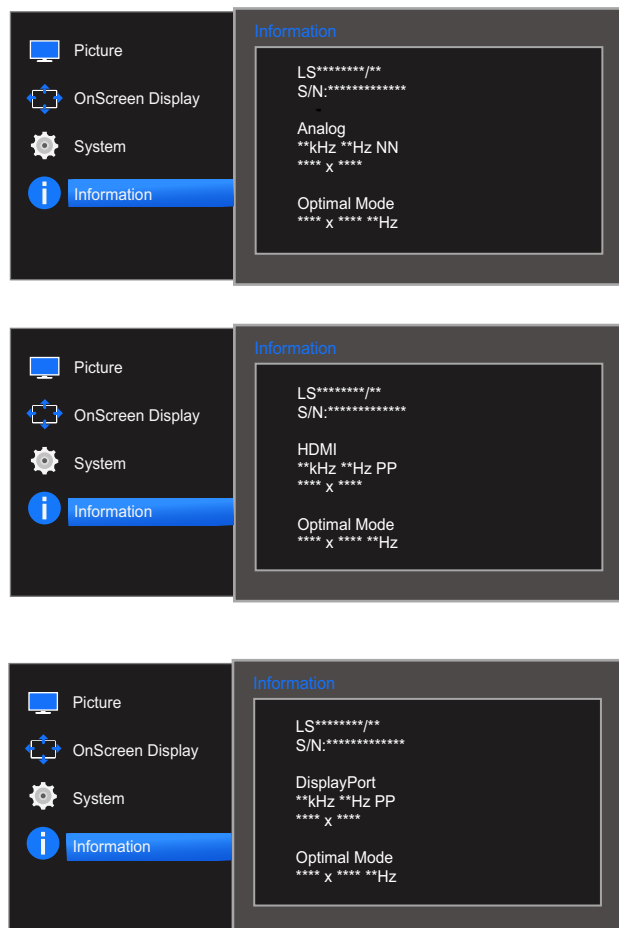 Information
Picture
OnScreen Display
System
Information
LS********/**
S/N:*************
Analog
**kHz **Hz NN
**** x ****
Optimal Mode
**** x **** **Hz
Information
Picture
OnScreen Display
System
Information
LS********/**
S/N:*************
HDMI
**kHz **Hz PP
**** x ****
Optimal Mode
**** x **** **Hz
Information
Picture
OnScreen Display
System
Information
LS********/**
S/N:*************
DisplayPort
**kHz **Hz PP
**** x ****
Optimal Mode
**** x **** **Hz